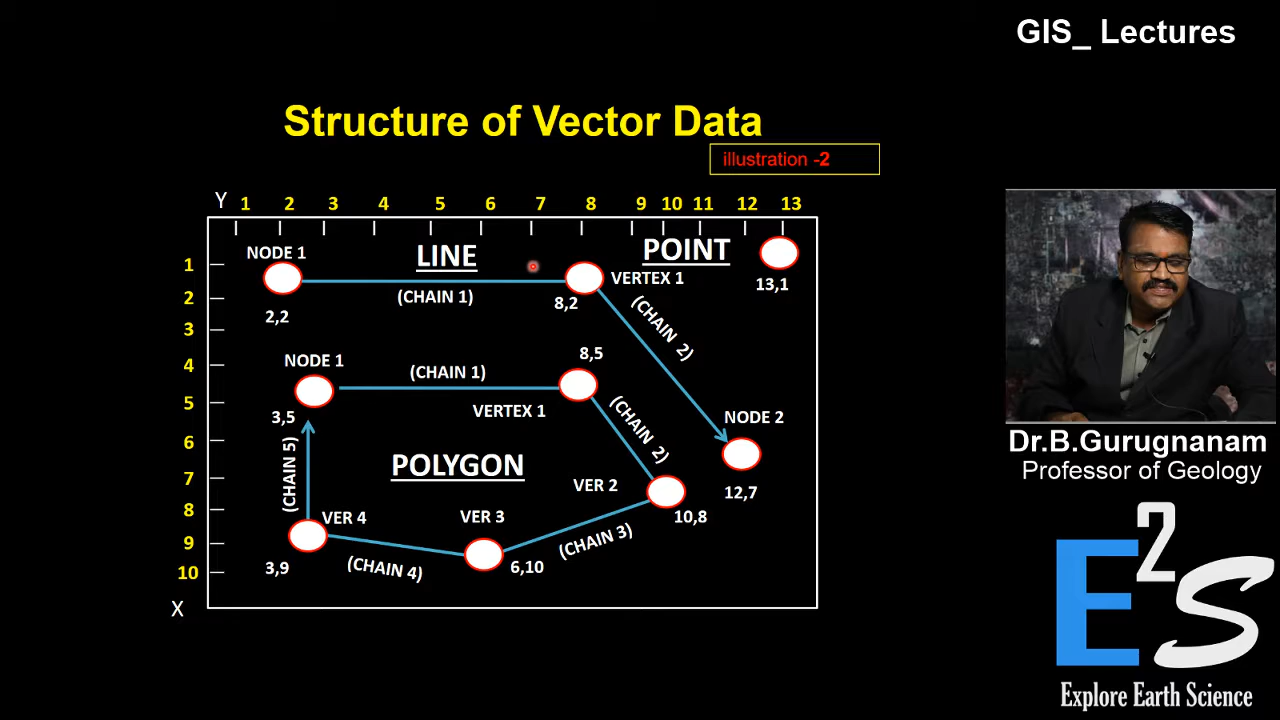 GIS_ Lectures
Structure of Vector Data
illustration -2
Y 1 2 3 4 5 6 7 8 9 10 11 12 13
NODE 1
LINE
POINT
1
(CHAIN 1)
VERTEX 1
13,1
2
2,2
8,2
(CHAIN 2)
3
4
NODE 1
(CHAIN 1)
8,5
5
3,5
VERTEX 1
(CHAIN 2)
NODE 2
6
(CHAIN 5)
POLYGON
7
VER 2
12,7
8
VER 4
VER 3
10,8
9
3,9
(CHAIN 4)
6,10
(CHAIN 3)
10
X
Dr.B.Gurugnanam
Professor of Geology
E2S
Explore Earth Science